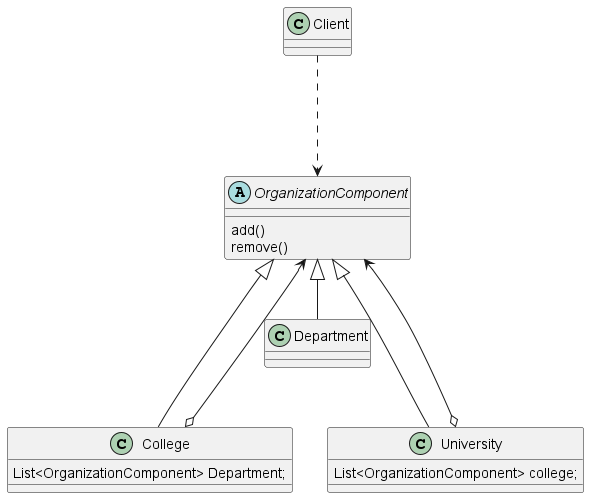 C Client
A OrganizationComponent
add()
remove()
C Department
C College
List<OrganizationComponent> Department;
C University
List<OrganizationComponent> college;